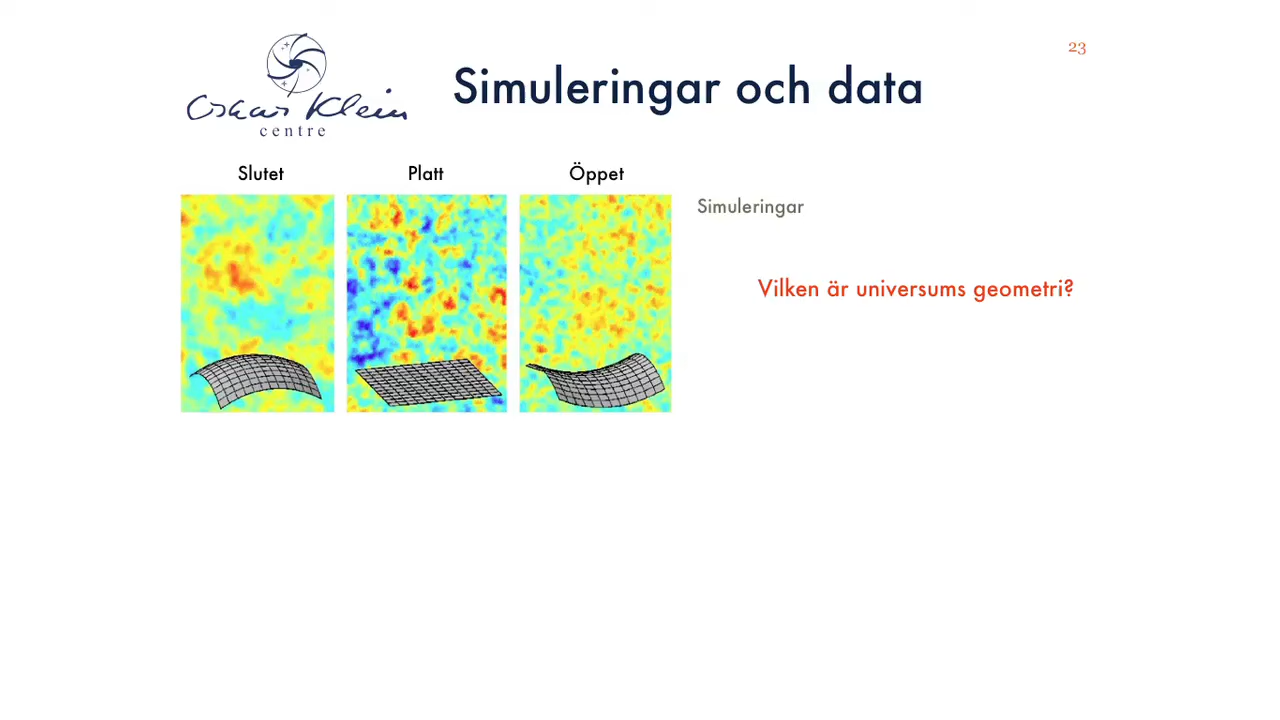 23
Oskar Klein
centre
Simuleringar och data
Slutet
Platt
Öppet
Simuleringar
Vilken är universums geometri?